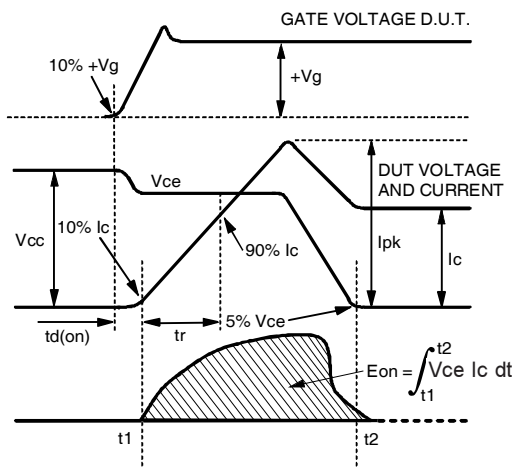 GATE VOLTAGE D.U.T.
10% +Vg
+Vg
Vce
DUT VOLTAGE
AND CURRENT
Vcc
10% Ic
90% Ic
Ipk
Ic
td(on)
tr
5% Vce
Eon = ∫ Vce Ic dt
t2
t1
t1
t2